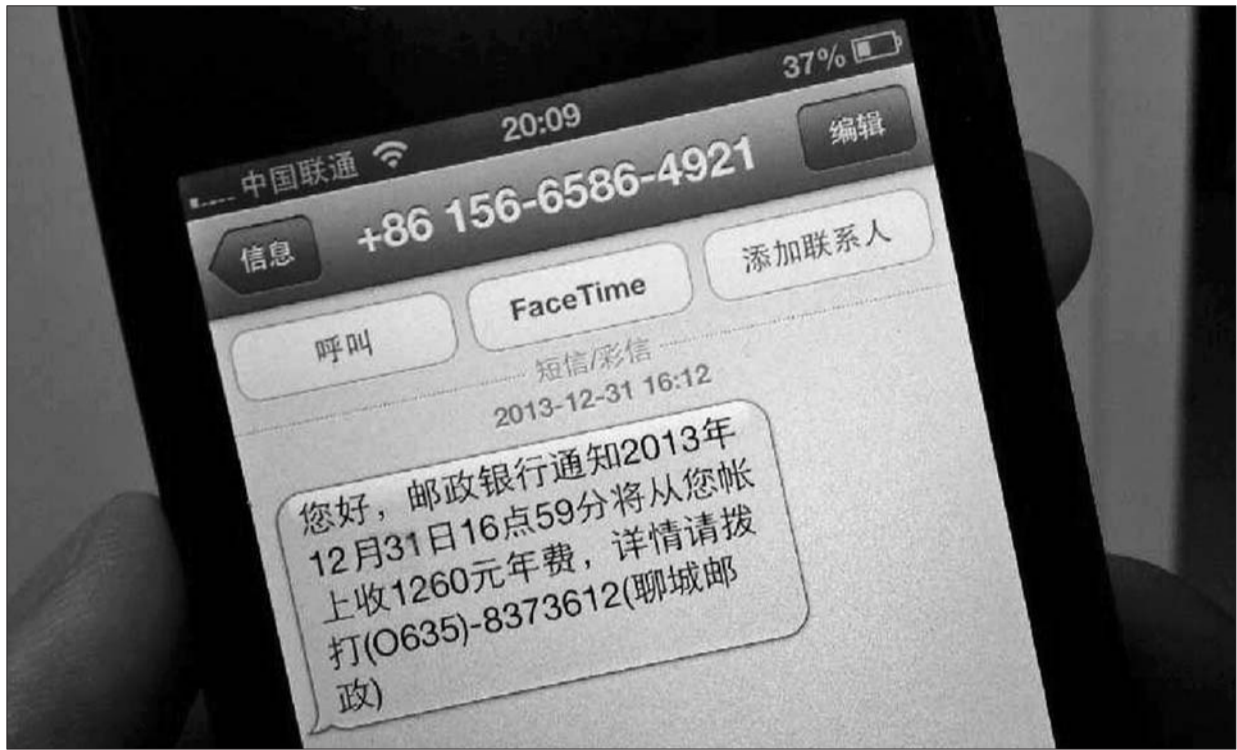 中国联通 20:09 37%
信息 +86 156-6586-4921 编辑
呼叫 FaceTime 添加联系人
短信/彩信
2013-12-31 16:12
您好，邮政银行通知2013年
12月31日16点59分将从您帐
上收1260元年费，详情请拨
打(O635)-8373612(聊城邮
政)